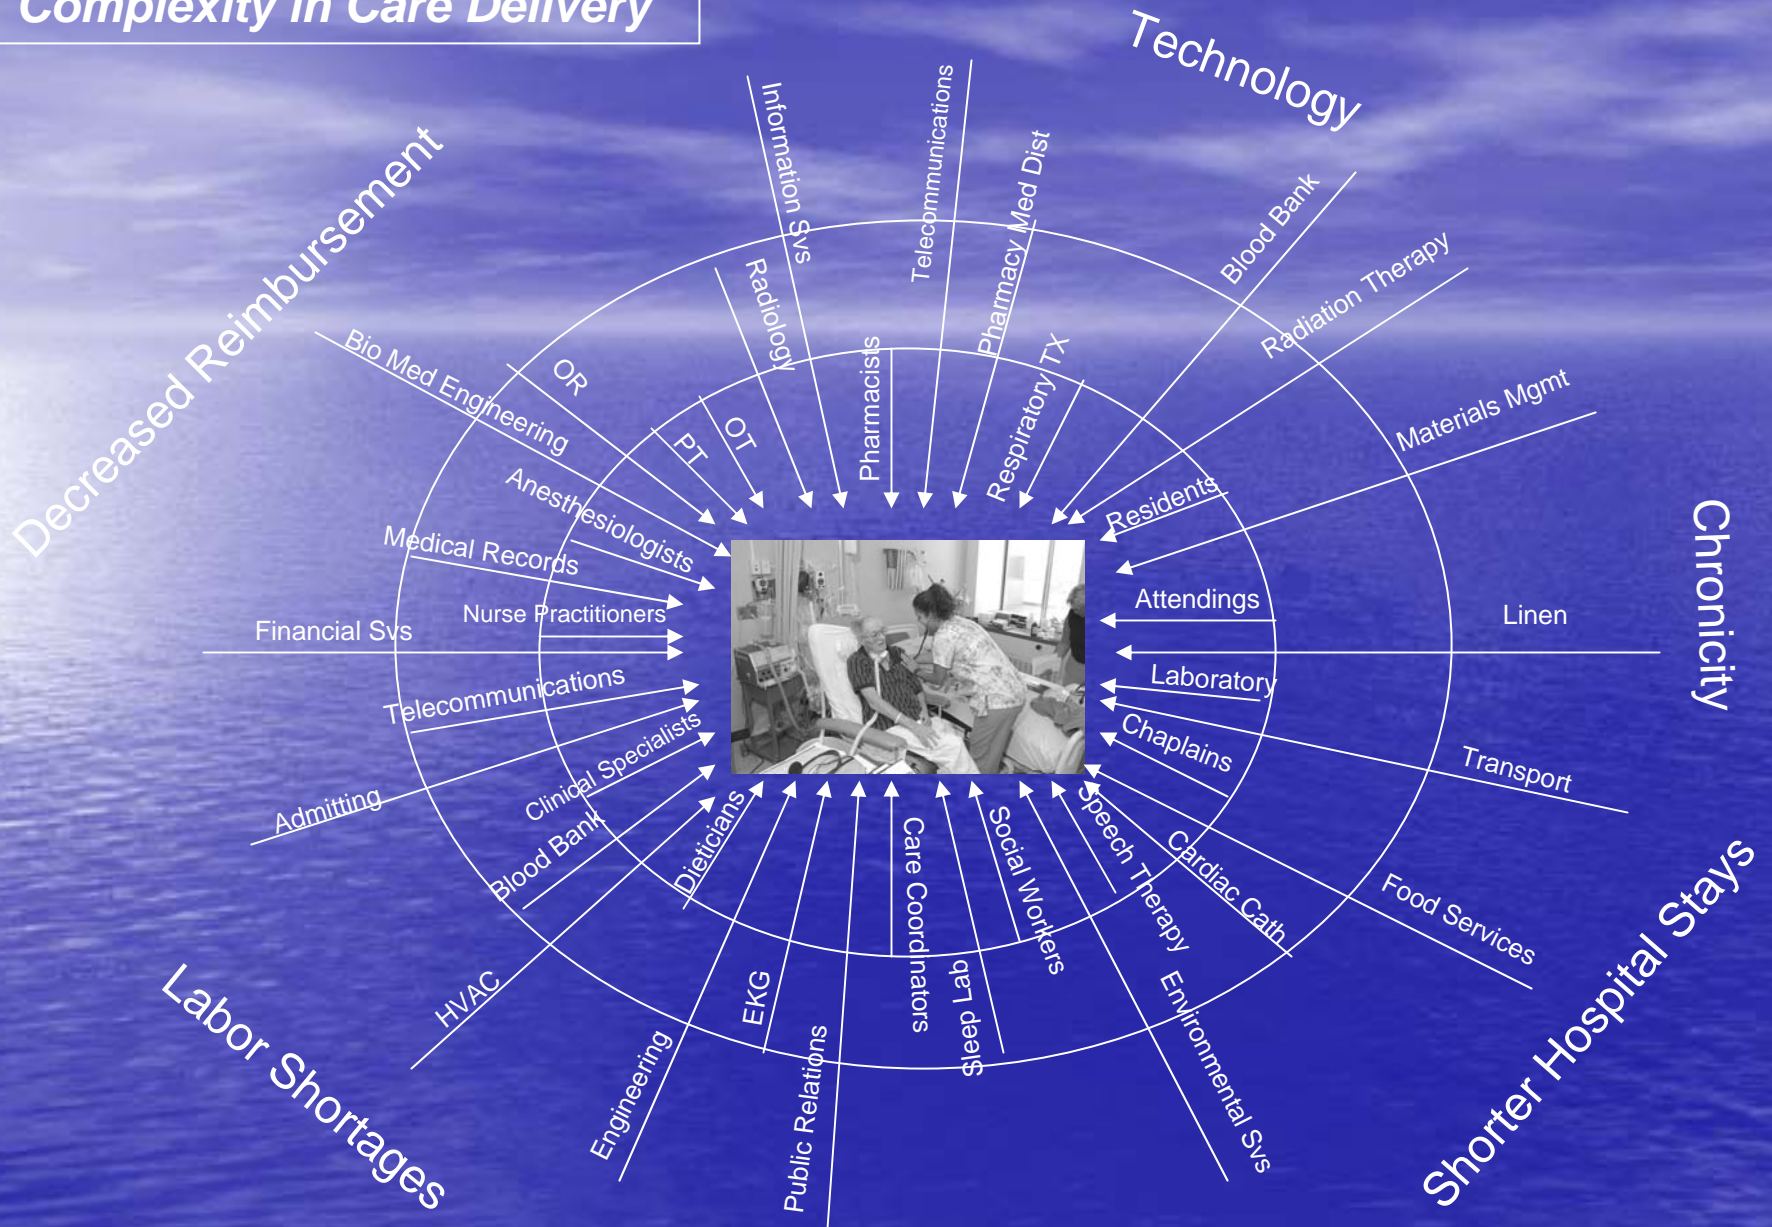 Complexity in Care Delivery
Technology
Decreased Reimbursement
Chronicity
Shorter Hospital Stays
Labor Shortages
Information Svs
Telecommunications
Pharmacy Med Dist
Blood Bank
Radiation Therapy
Materials Mgmt
Radiology
Pharmacists
Respiratory TX
Bio Med Engineering
OR
PT
OT
Anesthesiologists
Residents
Medical Records
Nurse Practitioners
Attendings
Financial Svs
Linen
Telecommunications
Laboratory
Clinical Specialists
Chaplains
Transport
Admitting
Blood Bank
Dieticians
Care Coordinators
Social Workers
Speech Therapy
Cardiac Cath
Food Services
HVAC
EKG
Sleep Lab
Engineering
Public Relations
Environmental Svs